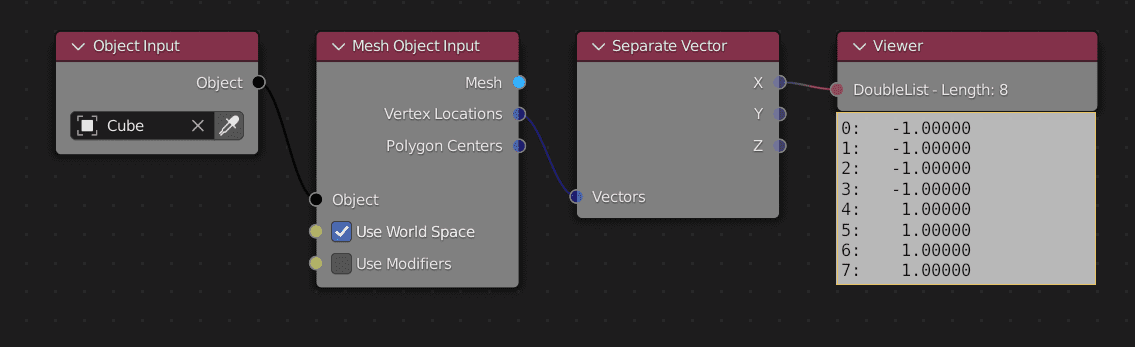 Object Input
Object
Cube
Mesh Object Input
Mesh
Vertex Locations
Polygon Centers
Object
Use World Space
Use Modifiers
Separate Vector
X
Y
Z
Vectors
Viewer
DoubleList - Length: 8
0: -1.00000
1: -1.00000
2: -1.00000
3: -1.00000
4: 1.00000
5: 1.00000
6: 1.00000
7: 1.00000